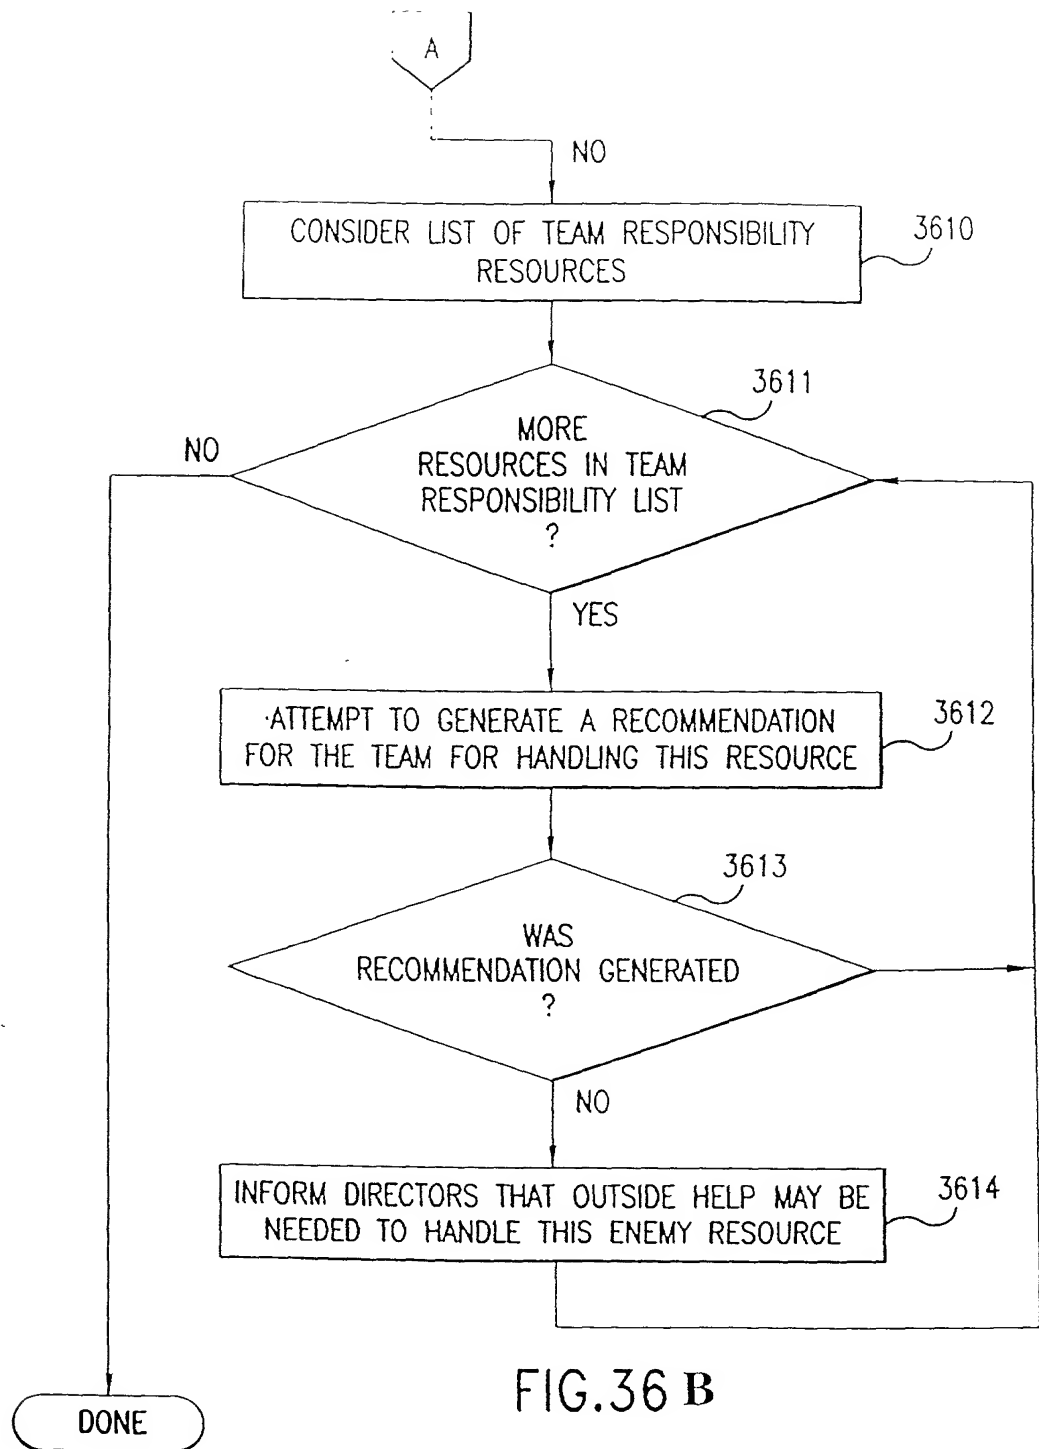 A
NO
CONSIDER LIST OF TEAM RESPONSIBILITY
RESOURCES
3610
3611
MORE
RESOURCES IN TEAM
RESPONSIBILITY LIST
?
NO
YES
ATTEMPT TO GENERATE A RECOMMENDATION
FOR THE TEAM FOR HANDLING THIS RESOURCE
3612
3613
WAS
RECOMMENDATION GENERATED
?
NO
INFORM DIRECTORS THAT OUTSIDE HELP MAY BE
NEEDED TO HANDLE THIS ENEMY RESOURCE
3614
DONE
FIG.36 B